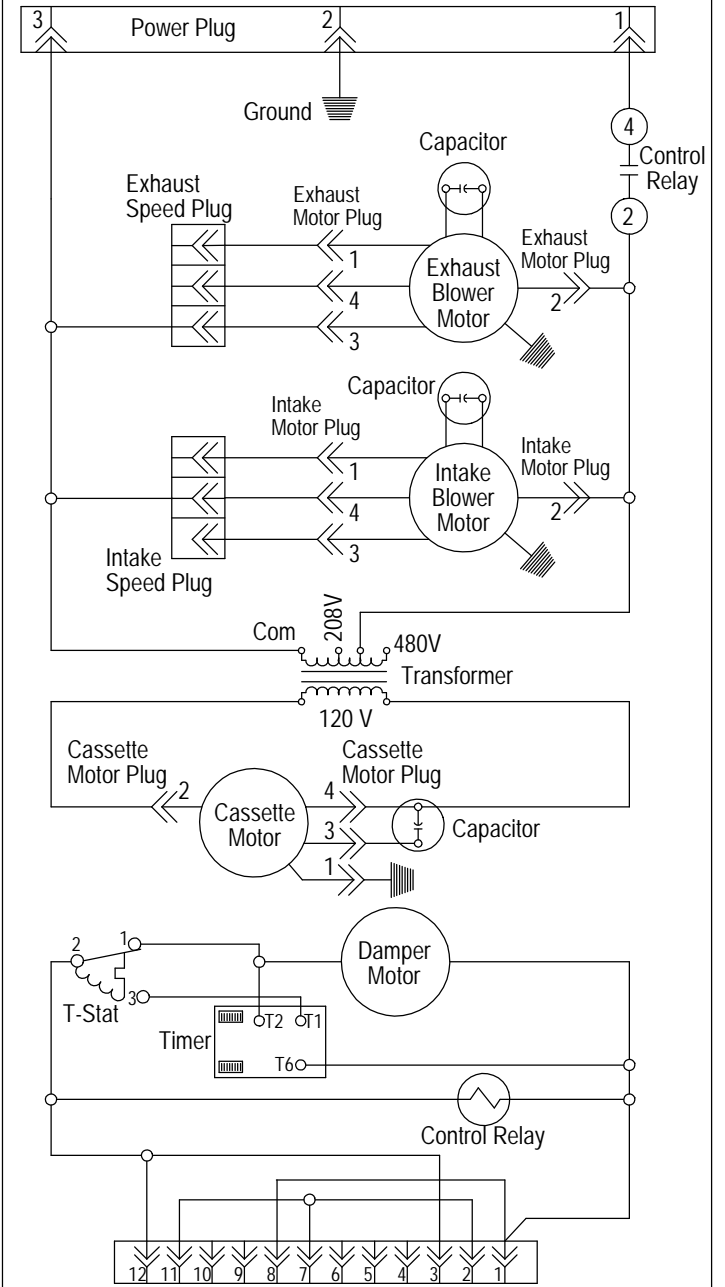 3 Power Plug 2 1
Ground
4
Control
Relay
2
Capacitor
Exhaust
Speed Plug
Exhaust
Motor Plug
Exhaust
Blower
Motor
Exhaust
Motor Plug
1
4
2
3
Capacitor
Intake
Motor Plug
Intake
Blower
Motor
Intake
Motor Plug
1
4
2
3
Intake
Speed Plug
Com
208V
480V
Transformer
120 V
Cassette
Motor Plug
2
Cassette
Motor
Cassette
Motor Plug
4
3
1
Capacitor
Damper
Motor
2
1
3
T-Stat
Timer
T2
T1
T6
Control Relay
12 11 10 9 8 7 6 5 4 3 2 1